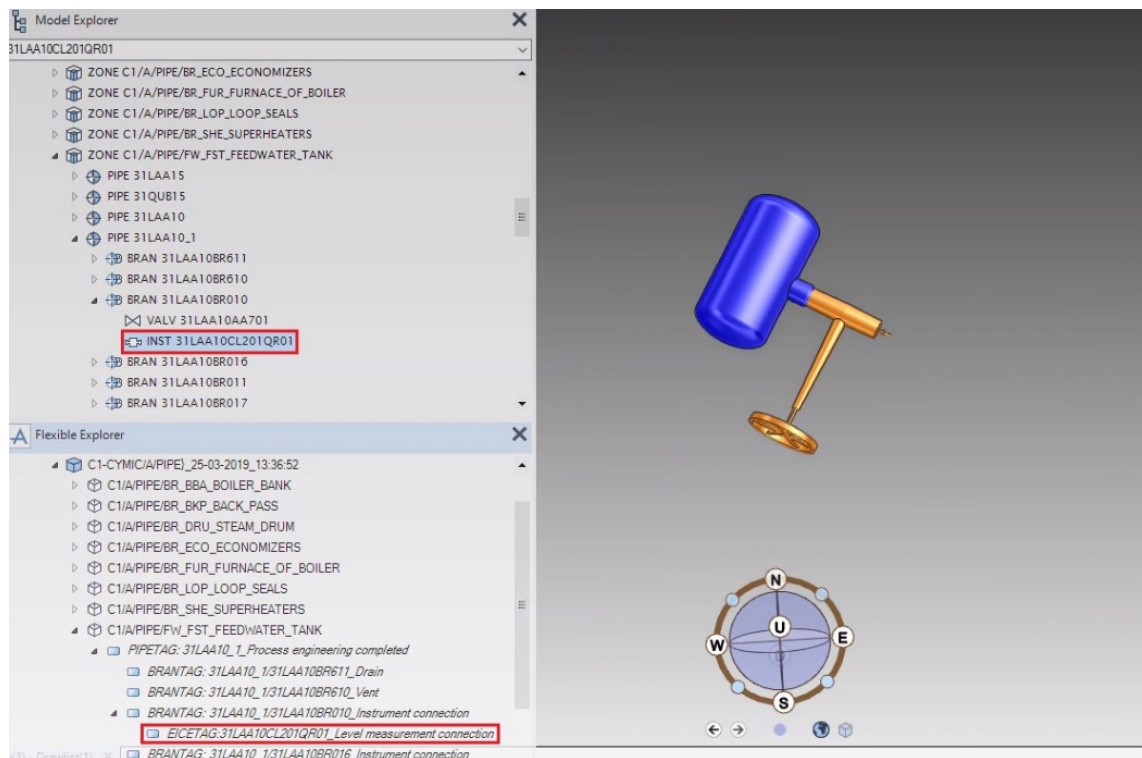 Model Explorer
31LAA10CL201QR01
ZONE C1/A/PIPE/BR_ECO_ECONOMIZERS
ZONE C1/A/PIPE/BR_FUR_FURNACE_OF_BOILER
ZONE C1/A/PIPE/BR_LOP_LOOP_SEALS
ZONE C1/A/PIPE/BR_SHE_SUPERHEATERS
ZONE C1/A/PIPE/FW_FST_FEEDWATER_TANK
PIPE 31LAA15
PIPE 31QUB15
PIPE 31LAA10
PIPE 31LAA10_1
BRAN 31LAA10BR611
BRAN 31LAA10BR610
BRAN 31LAA10BR010
VALV 31LAA10AA701
INST 31LAA10CL201QR01
BRAN 31LAA10BR016
BRAN 31LAA10BR011
BRAN 31LAA10BR017
Flexible Explorer
C1-CYMIC/A/PIPE}_25-03-2019_13:36:52
C1/A/PIPE/BR_BBA_BOILER_BANK
C1/A/PIPE/BR_BKP_BACK_PASS
C1/A/PIPE/BR_DRU_STEAM_DRUM
C1/A/PIPE/BR_ECO_ECONOMIZERS
C1/A/PIPE/BR_FUR_FURNACE_OF_BOILER
C1/A/PIPE/BR_LOP_LOOP_SEALS
C1/A/PIPE/BR_SHE_SUPERHEATERS
C1/A/PIPE/FW_FST_FEEDWATER_TANK
PIPETAG: 31LAA10_1_Process engineering completed
BRANTAG: 31LAA10_1/31LAA10BR611_Drain
BRANTAG: 31LAA10_1/31LAA10BR610_Vent
BRANTAG: 31LAA10_1/31LAA10BR010_Instrument connection
EICETAG:31LAA10CL201QR01_Level measurement connection
BRANTAG: 31LAA10_1/31LAA10BR016_Instrument connection
N
U
W
E
S